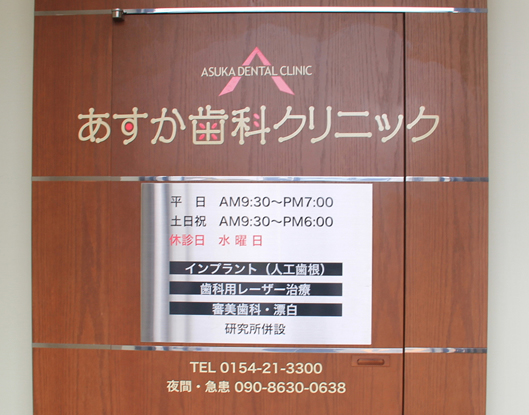 ASUKA DENTAL CLINIC
あすか歯科クリニック
平　日　AM9:30～PM7:00
土日祝　AM9:30～PM6:00
休診日　水曜日
インプラント（人工歯根）
歯科用レーザー治療
審美歯科・漂白
研究所併設
TEL 0154-21-3300
夜間・急患 090-8630-0638